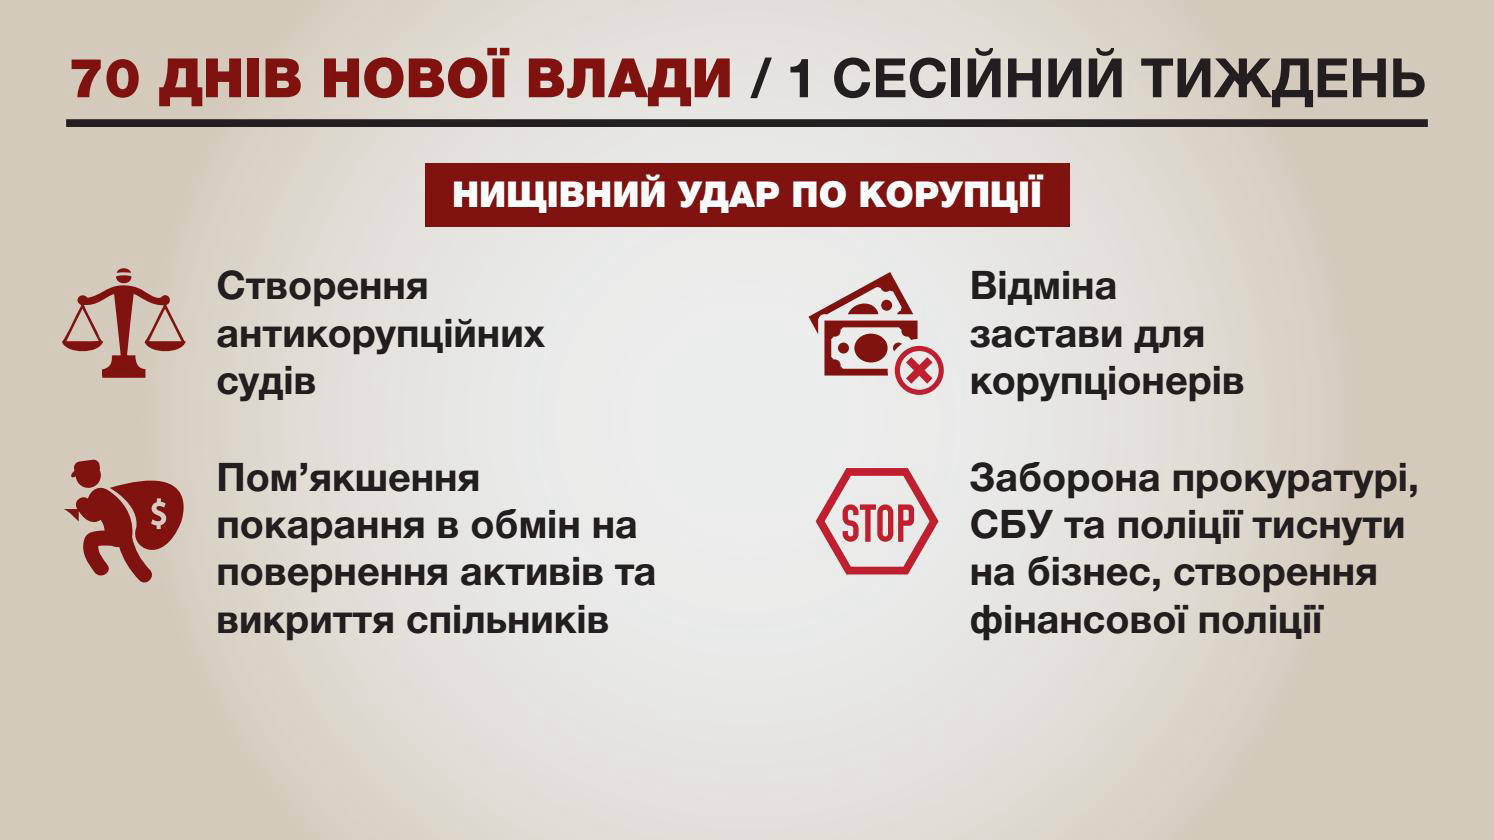 70 ДНІВ НОВОЇ ВЛАДИ / 1 СЕСІЙНИЙ ТИЖДЕНЬ
НИЩІВНИЙ УДАР ПО КОРУПЦІЇ
Створення
антикорупційних
судів
Відміна
застави для
корупціонерів
$
Пом’якшення
покарання в обмін на
повернення активів та
викриття спільників
STOP
Заборона прокуратурі,
СБУ та поліції тиснути
на бізнес, створення
фінансової поліції